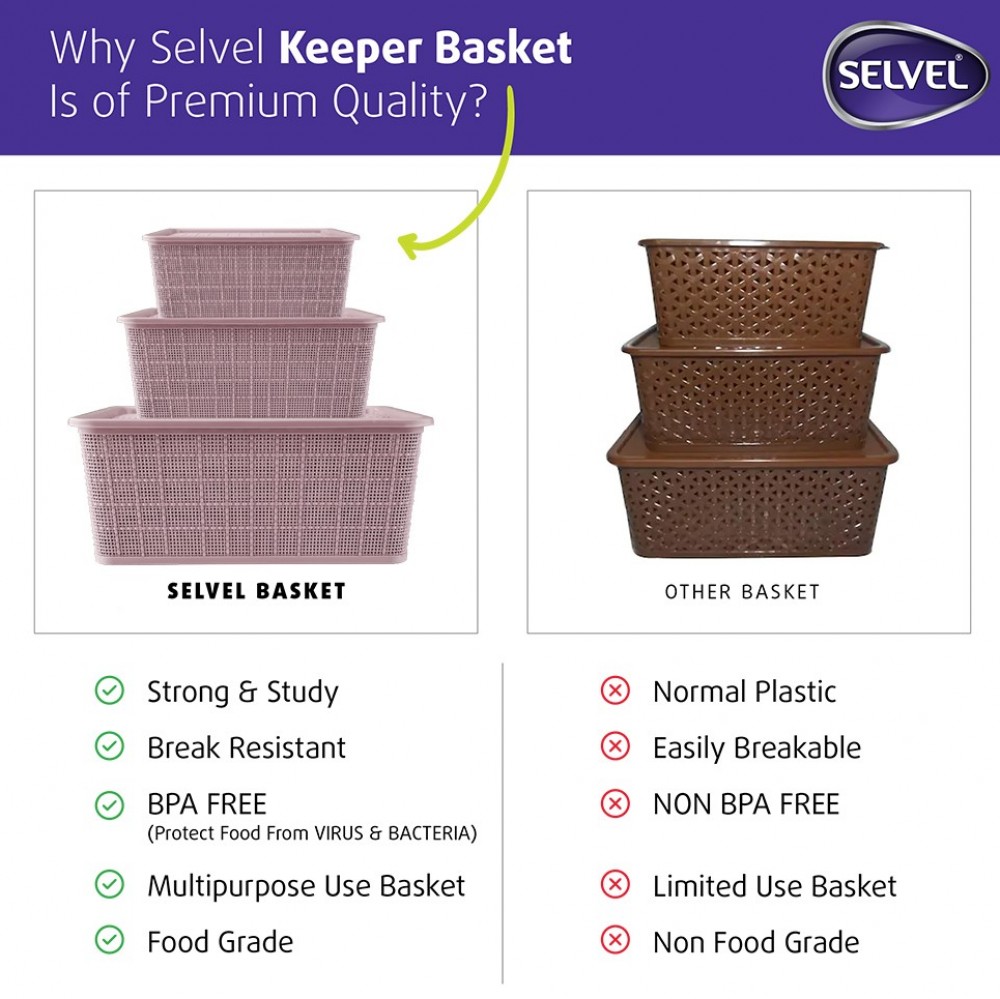 Why Selvel Keeper Basket
Is of Premium Quality?
SELVEL®
SELVEL BASKET
OTHER BASKET
Strong & Study
Break Resistant
BPA FREE
(Protect Food From VIRUS & BACTERIA)
Multipurpose Use Basket
Food Grade
Normal Plastic
Easily Breakable
NON BPA FREE
Limited Use Basket
Non Food Grade